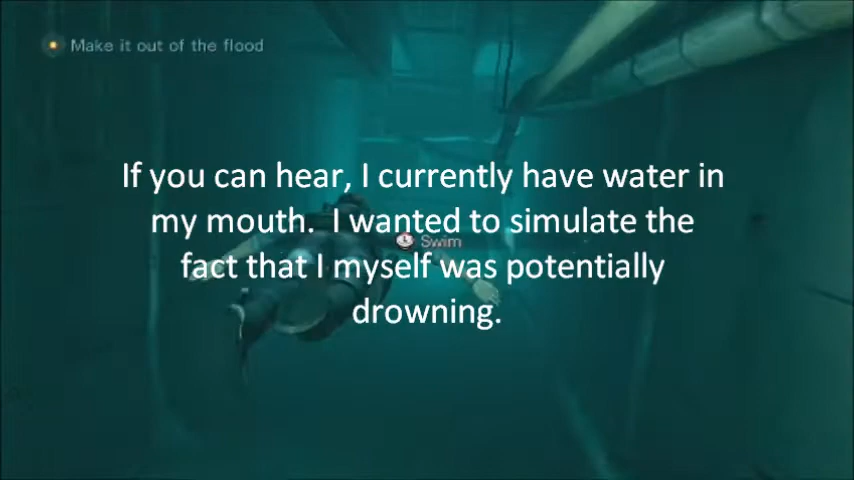 Make it out of the flood
If you can hear, I currently have water in
my mouth.  I wanted to simulate the
Swim
fact that I myself was potentially
drowning.